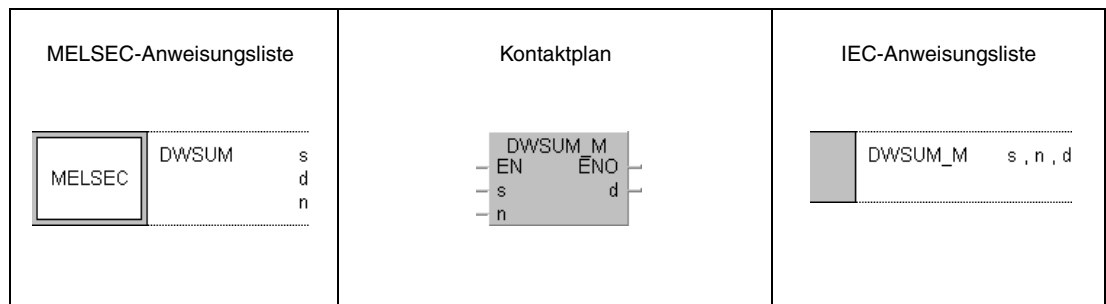 MELSEC-Anweisungsliste
MELSEC
DWSUM s
d
n
Kontaktplan
DWSUM_M
EN ENO
s d
n
IEC-Anweisungsliste
DWSUM_M s , n , d